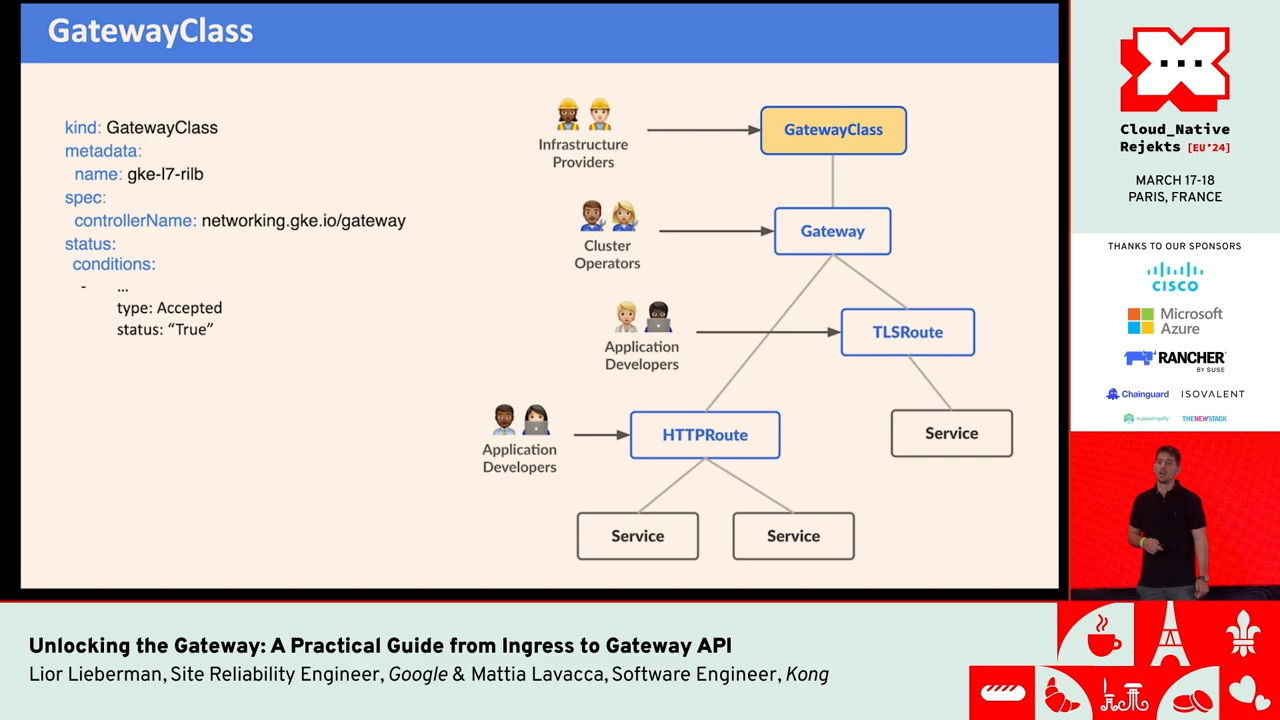 GatewayClass
kind: GatewayClass
metadata:
name: gke-l7-rilb
spec:
controllerName: networking.gke.io/gateway
status:
conditions:
- ...
type: Accepted
status: “True”
Infrastructure
Providers
GatewayClass
Cluster
Operators
Gateway
Application
Developers
TLSRoute
Application
Developers
HTTPRoute
Service
Service
Service
Cloud_Native
Rejekts [EU'24]
MARCH 17-18
PARIS, FRANCE
THANKS TO OUR SPONSORS
CISCO
Microsoft
Azure
RANCHER
BY SUSE
Chainguard
ISOVALENT
kubesimplify
THENEWSTACK
Unlocking the Gateway: A Practical Guide from Ingress to Gateway API
Lior Lieberman, Site Reliability Engineer, Google & Mattia Lavacca, Software Engineer, Kong